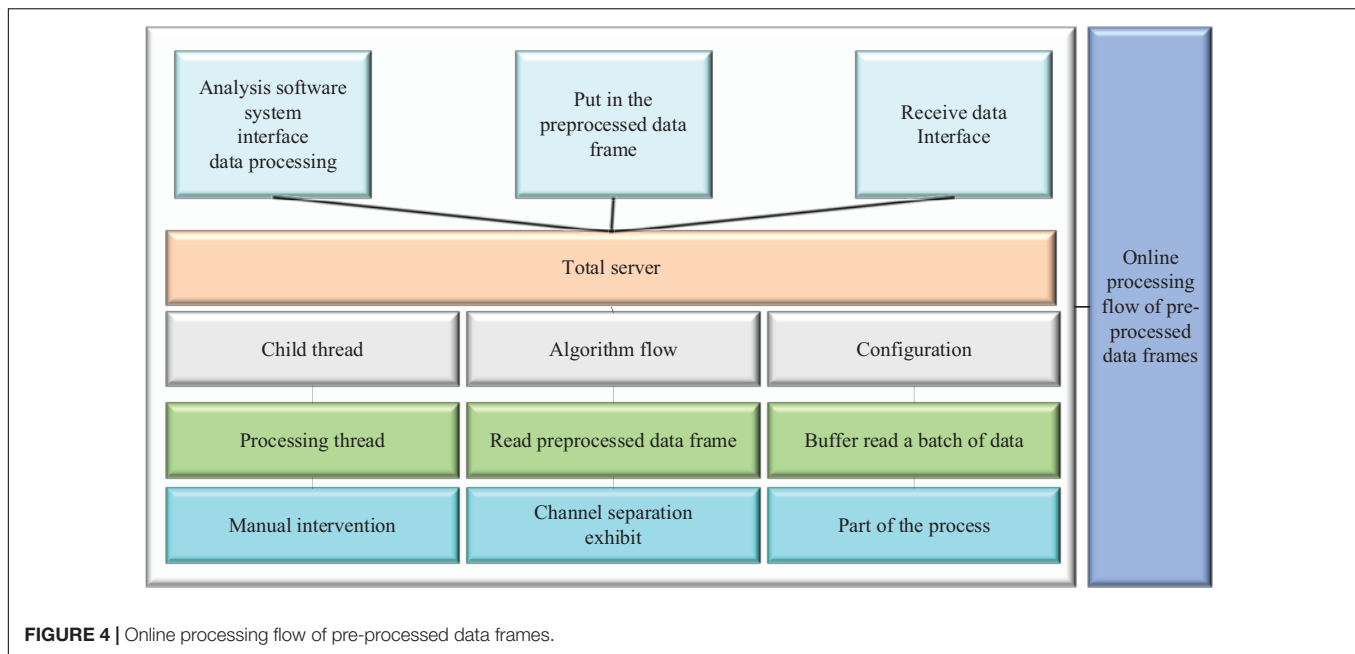 Analysis software
system
interface
data processing
Put in the
preprocessed data
frame
Receive data
Interface
Total server
Child thread
Algorithm flow
Configuration
Processing thread
Read preprocessed data frame
Buffer read a batch of data
Manual intervention
Channel separation
exhibit
Part of the process
Online
processing
flow of pre-
processed
data frames
FIGURE 4 | Online processing flow of pre-processed data frames.